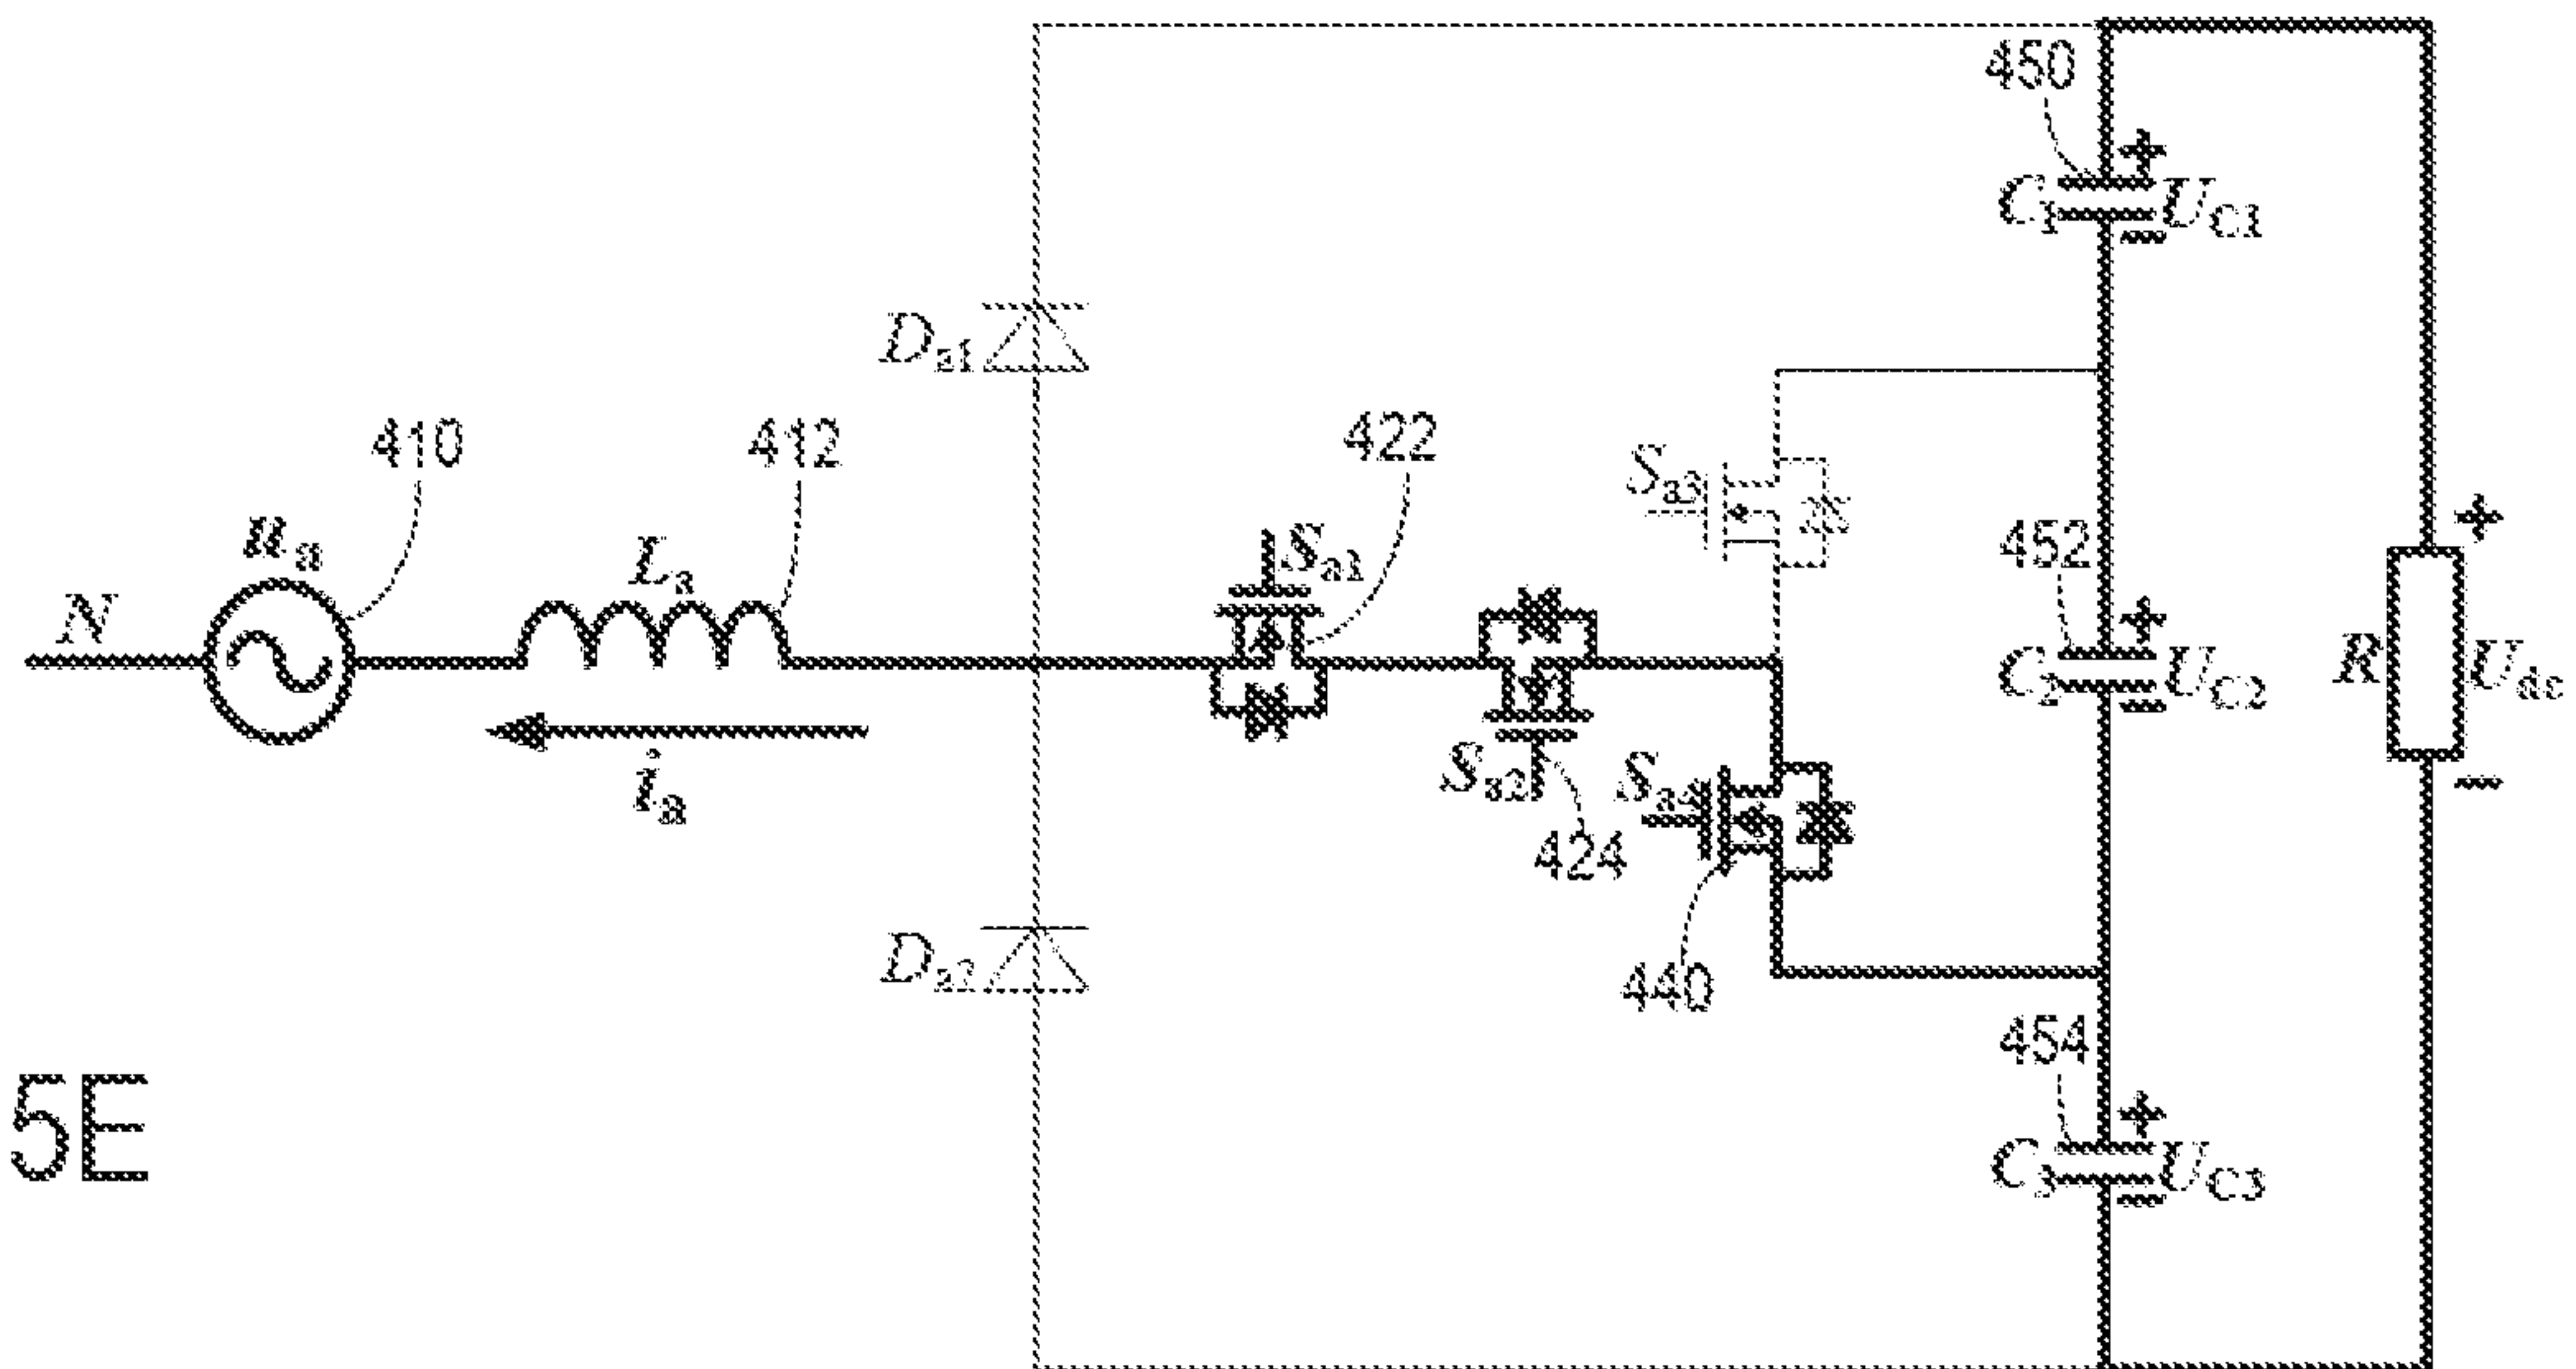 450
+
C1 UC1
−
410
412
422
Sa3
ua
La
Sa1
452
+
+
N
C2 UC2
R Udc
−
−
ia
Sa2
Sa4
424
Da1
Da2
440
454
5E
+
C3 UC3
−